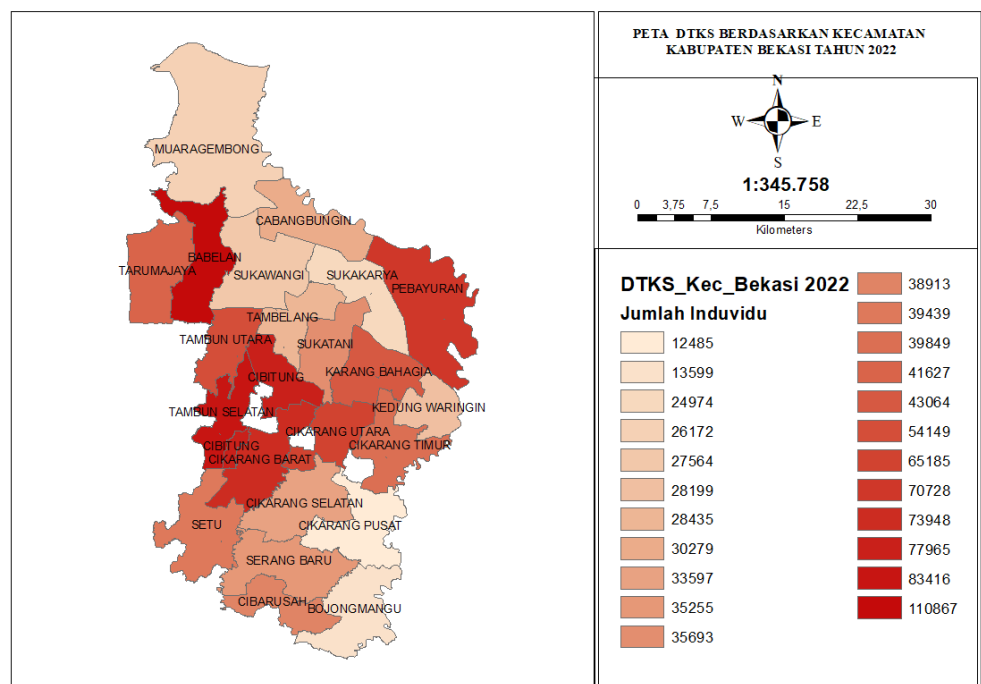 PETA DTKS BERDASARKAN KECAMATAN
KABUPATEN BEKASI TAHUN 2022
N
W E
S
1:345.758
0 3,75 7,5 15 22,5 30
Kilometers
DTKS_Kec_Bekasi 2022
Jumlah Induvidu
12485
13599
24974
26172
27564
28199
28435
30279
33597
35255
35693
38913
39439
39849
41627
43064
54149
65185
70728
73948
77965
83416
110867
MUARAGEMBONG
CABANGBUNGIN
BABELAN
TARUMAJAYA
SUKAWANGI
SUKAKARYA
PEBAYURAN
TAMBELANG
TAMBUN UTARA
SUKATANI
CIBITUNG
KARANG BAHAGIA
TAMBUN SELATAN
KEDUNG WARINGIN
CIKARANG UTARA
CIBITUNG
CIKARANG TIMUR
CIKARANG BARAT
CIKARANG SELATAN
SETU
CIKARANG PUSAT
SERANG BARU
CIBARUSAH
BOJONGMANGU